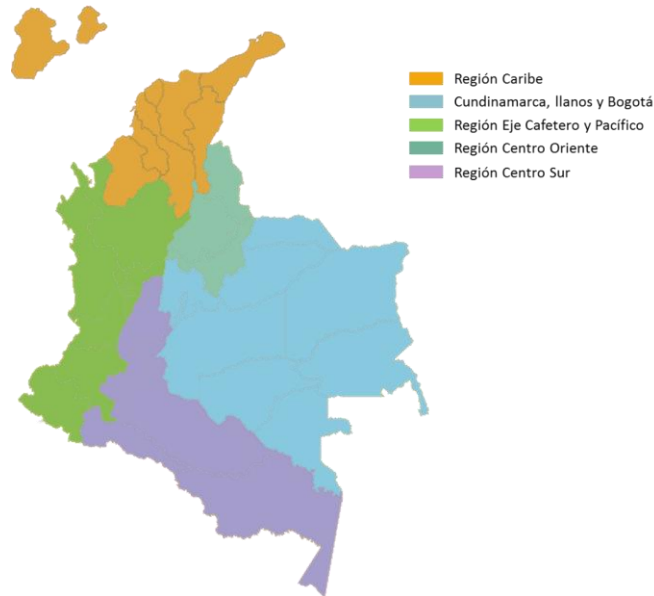 Región Caribe
Cundinamarca, llanos y Bogotá
Región Eje Cafetero y Pacífico
Región Centro Oriente
Región Centro Sur